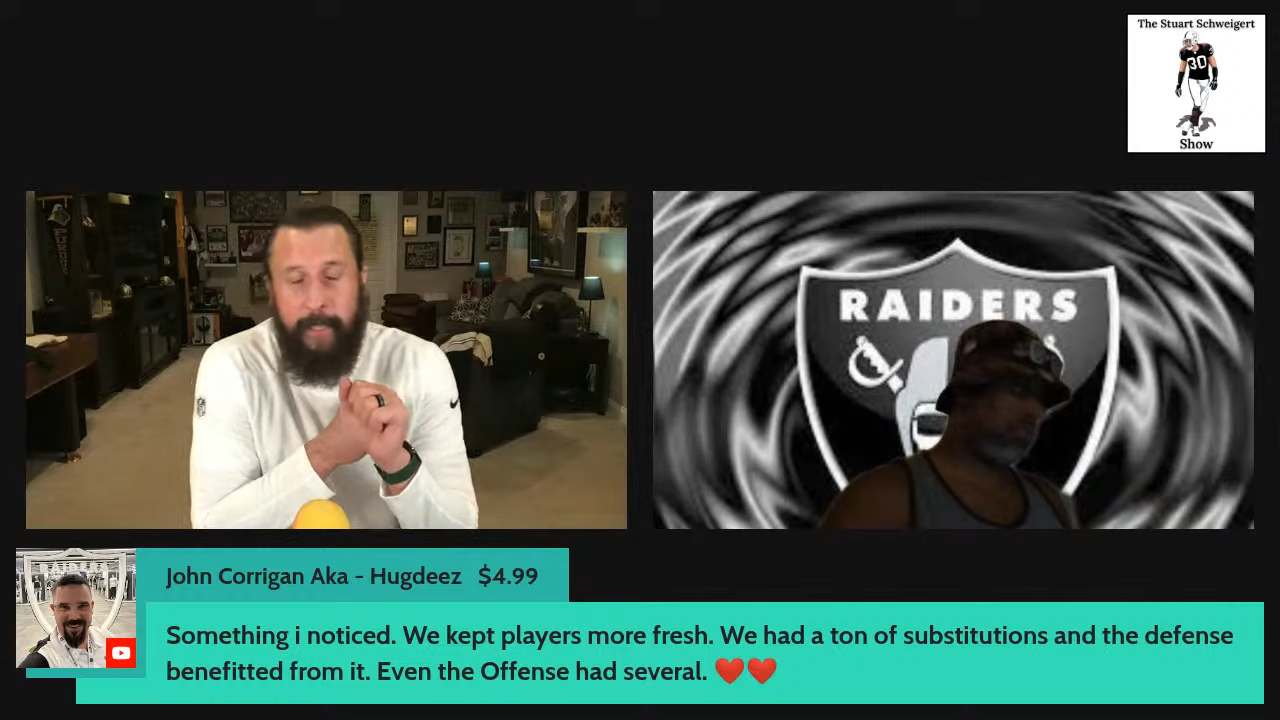 The Stuart Schweigert
30
Show
RAIDERS
John Corrigan Aka - Hugdeez $4.99
Something i noticed. We kept players more fresh. We had a ton of substitutions and the defense
benefitted from it. Even the Offense had several. ❤️❤️